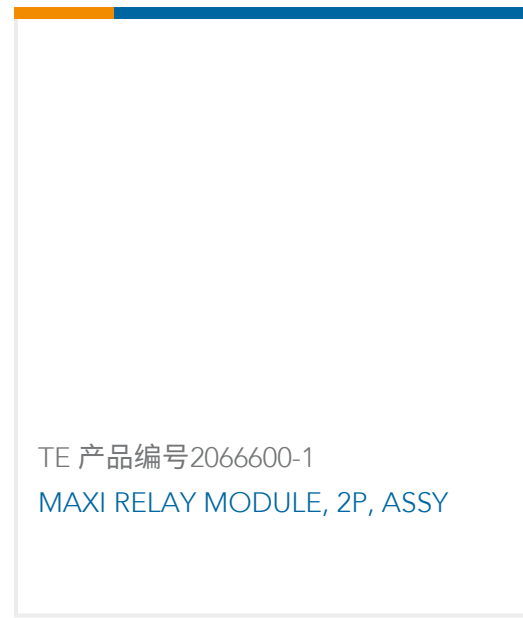 TE 产品编号2066600-1
MAXI RELAY MODULE, 2P, ASSY